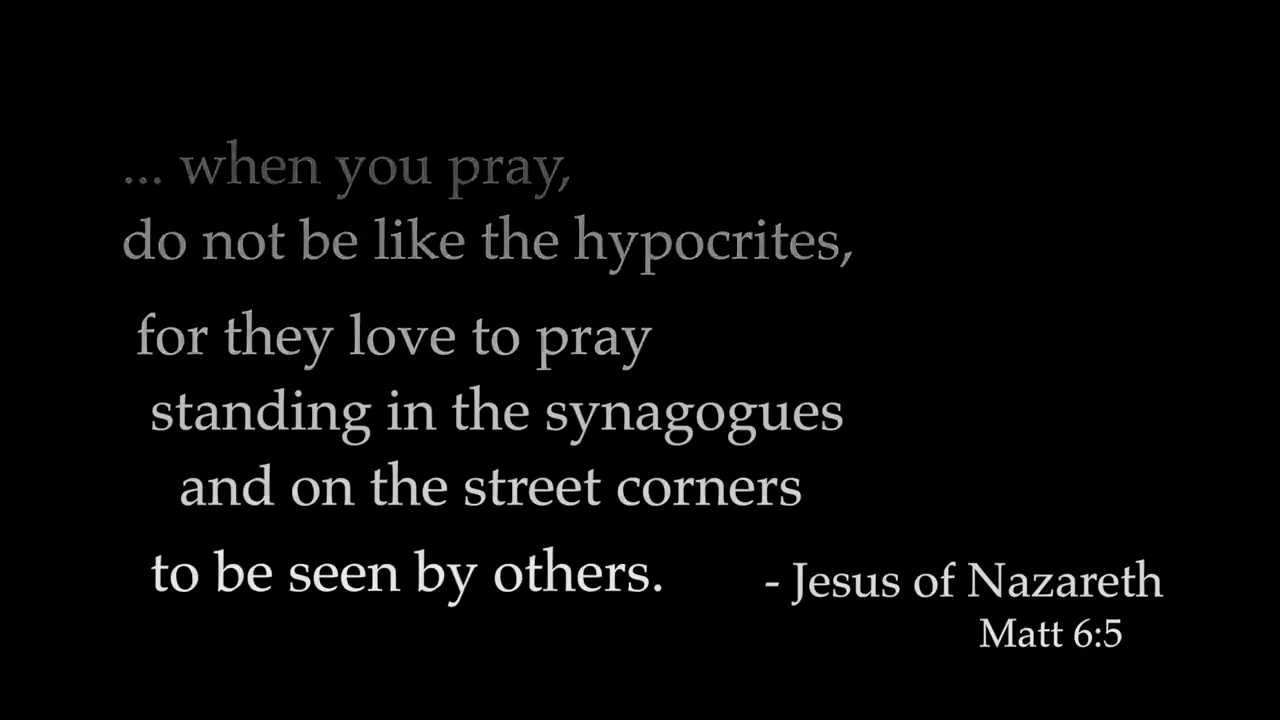 ... when you pray,
do not be like the hypocrites,
for they love to pray
standing in the synagogues
and on the street corners
to be seen by others.
- Jesus of Nazareth
Matt 6:5